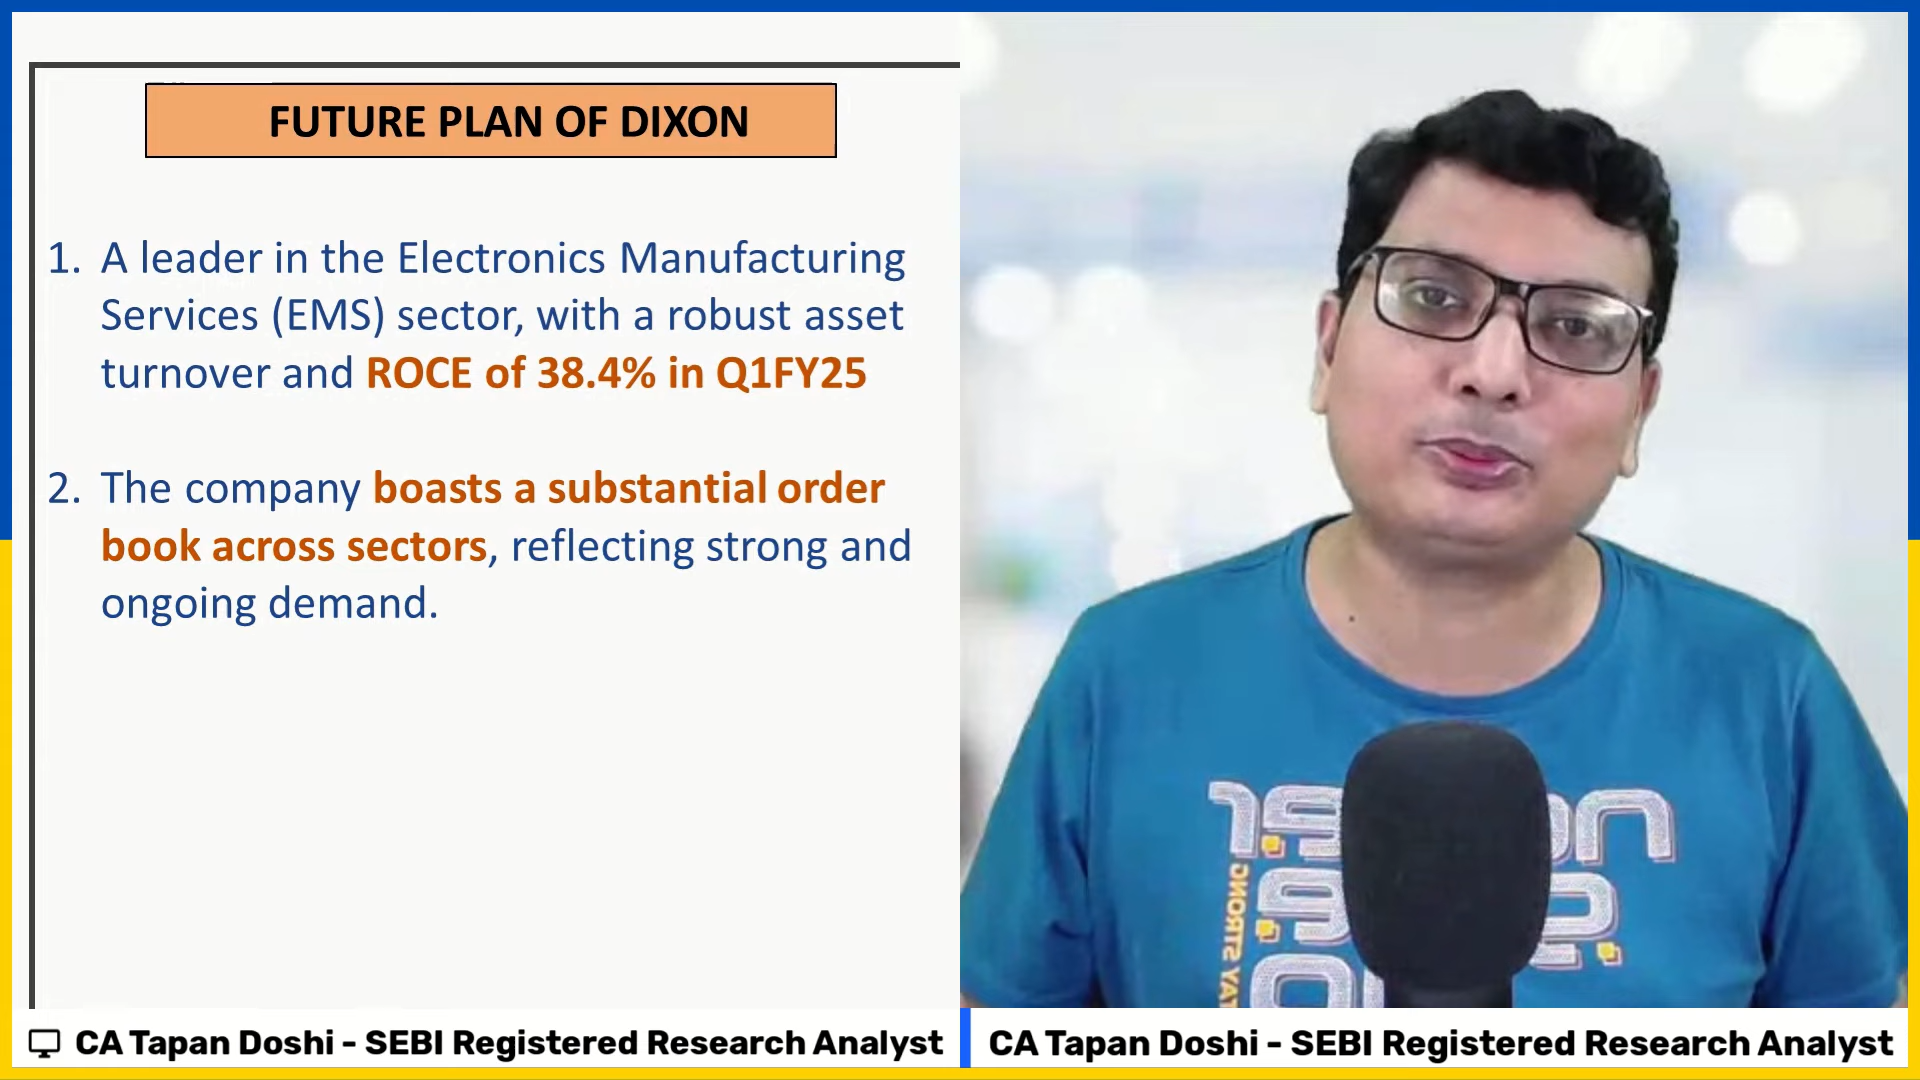 FUTURE PLAN OF DIXON
1. A leader in the Electronics Manufacturing
Services (EMS) sector, with a robust asset
turnover and ROCE of 38.4% in Q1FY25
2. The company boasts a substantial order
book across sectors, reflecting strong and
ongoing demand.
CA Tapan Doshi - SEBI Registered Research Analyst
CA Tapan Doshi - SEBI Registered Research Analyst